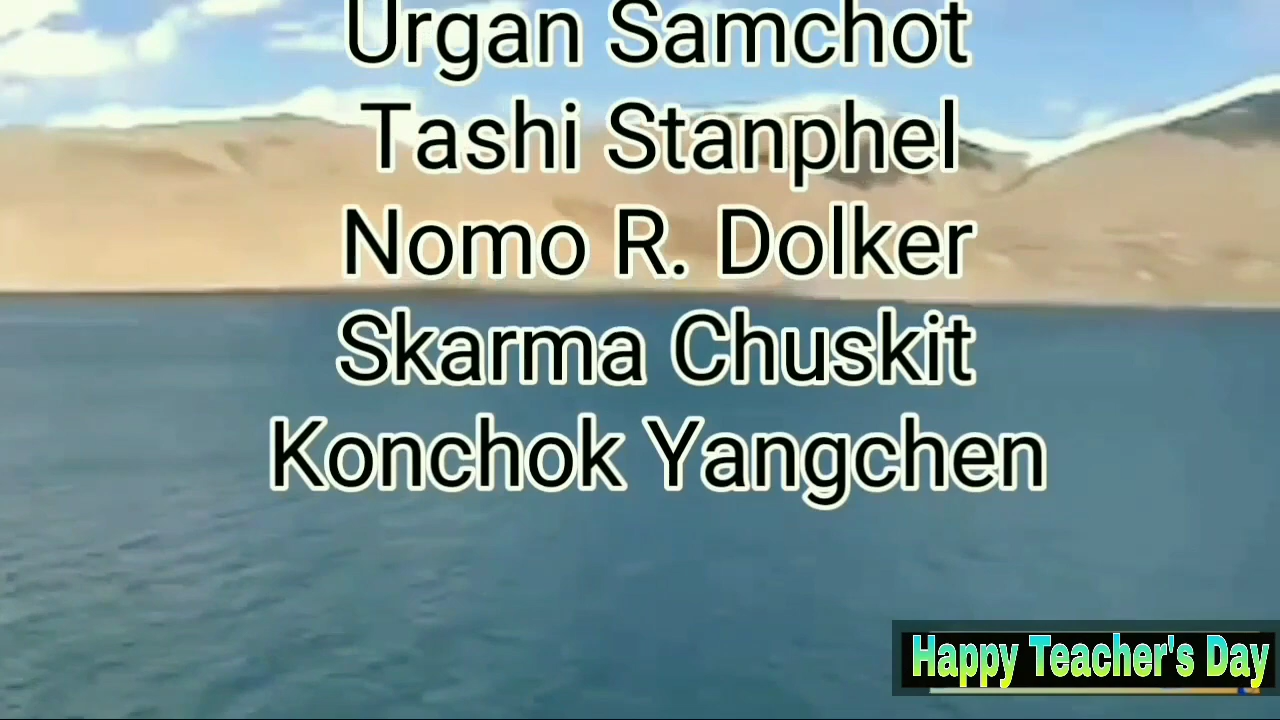 Urgan Samchot
Tashi Stanphel
Nomo R. Dolker
Skarma Chuskit
Konchok Yangchen
Happy Teacher's Day